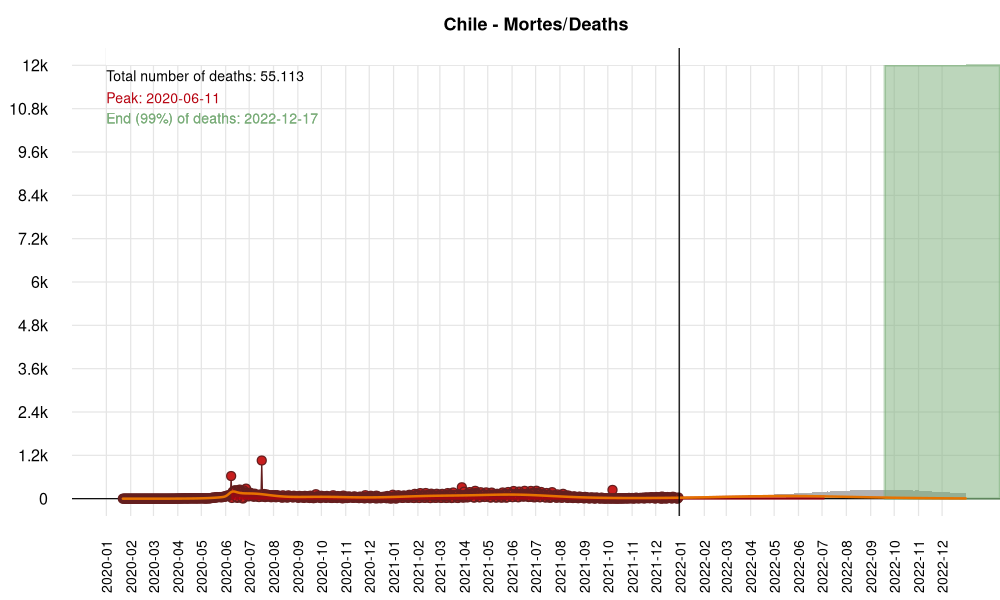 Chile - Mortes/Deaths
Total number of deaths: 55.113
Peak: 2020-06-11
End (99%) of deaths: 2022-12-17
12k
10.8k
9.6k
8.4k
7.2k
6k
4.8k
3.6k
2.4k
1.2k
0
2020-01
2020-02
2020-03
2020-04
2020-05
2020-06
2020-07
2020-08
2020-09
2020-10
2020-11
2020-12
2021-01
2021-02
2021-03
2021-04
2021-05
2021-06
2021-07
2021-08
2021-09
2021-10
2021-11
2021-12
2022-01
2022-02
2022-03
2022-04
2022-05
2022-06
2022-07
2022-08
2022-09
2022-10
2022-11
2022-12